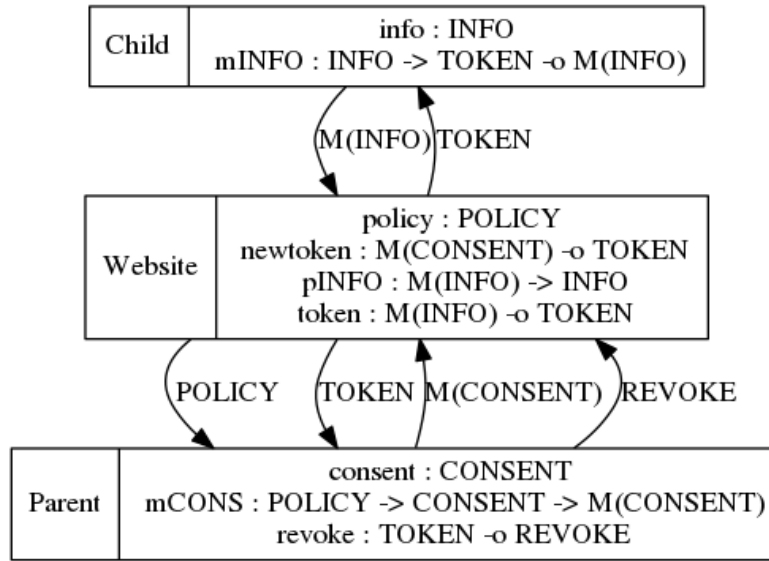 Child
info : INFO
mINFO : INFO -> TOKEN -o M(INFO)
M(INFO) TOKEN
Website
policy : POLICY
newtoken : M(CONSENT) -o TOKEN
pINFO : M(INFO) -> INFO
token : M(INFO) -o TOKEN
POLICY TOKEN M(CONSENT) REVOKE
Parent
consent : CONSENT
mCONS : POLICY -> CONSENT -> M(CONSENT)
revoke : TOKEN -o REVOKE